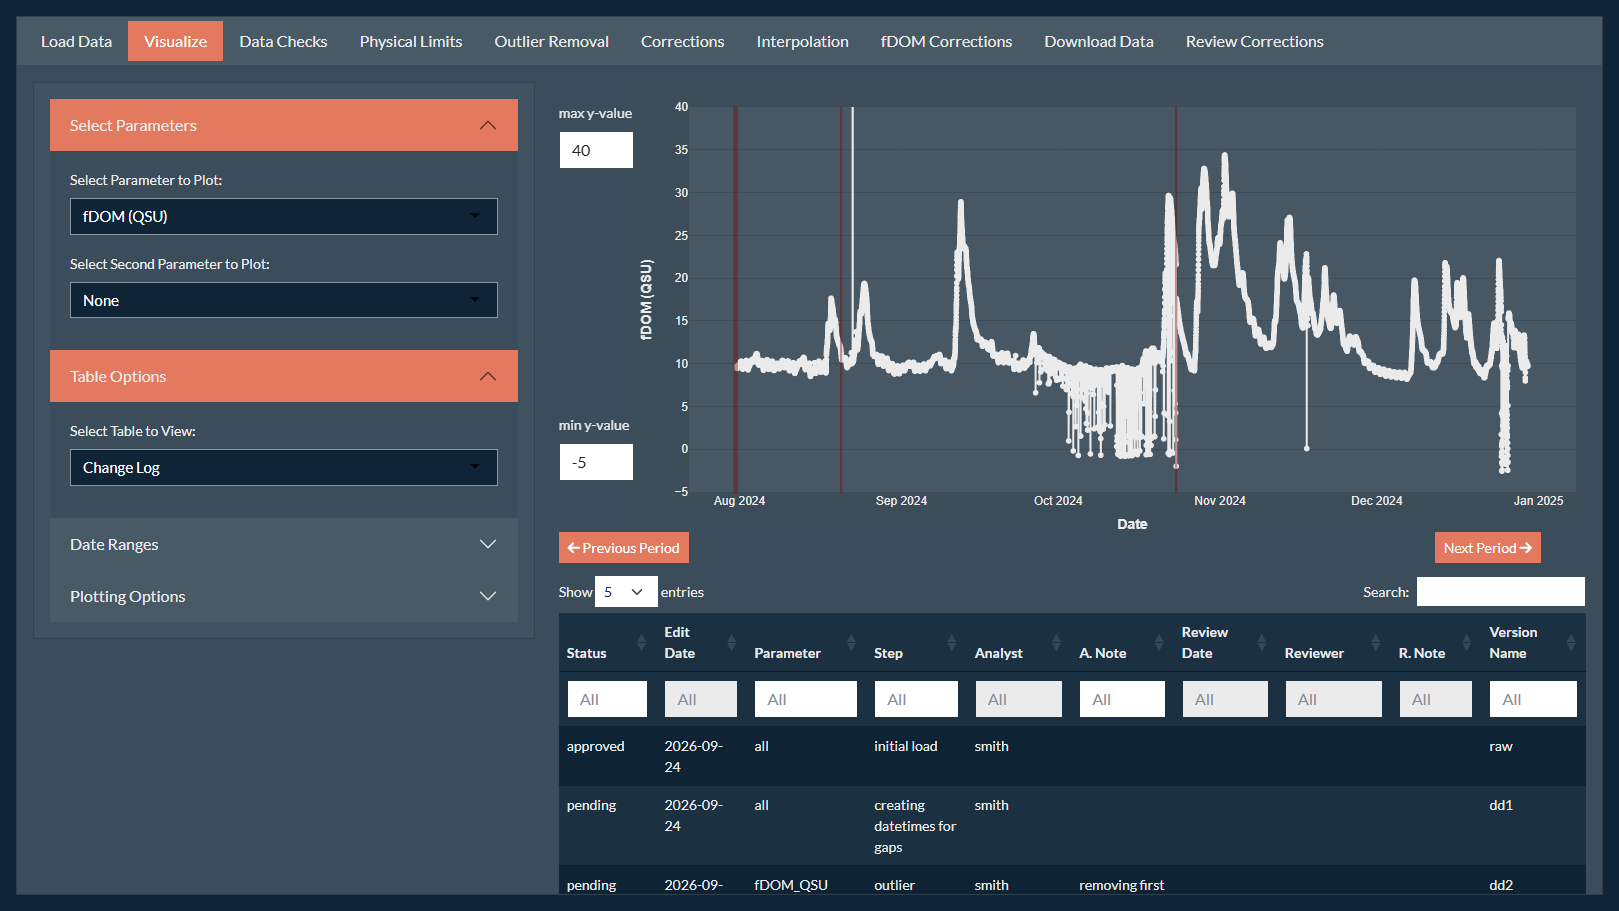 Load Data Visualize Data Checks Physical Limits Outlier Removal Corrections Interpolation fDOM Corrections Download Data Review Corrections
Select Parameters
Select Parameter to Plot:
fDOM (QSU)
Select Second Parameter to Plot:
None
Table Options
Select Table to View:
Change Log
Date Ranges
Plotting Options
max y-value
40
min y-value
-5
fDOM (QSU)
40
35
30
25
20
15
10
5
0
−5
Aug 2024 Sep 2024 Oct 2024 Nov 2024 Dec 2024 Jan 2025
Date
Previous Period Next Period
Show 5 entries Search:
Status Edit Date Parameter Step Analyst A. Note Review Date Reviewer R. Note Version Name
All All All All All All All All All All
approved 2026-09-24 all initial load smith raw
pending 2026-09-24 all creating datetimes for gaps smith dd1
pending 2026-09- fDOM_QSU outlier smith removing first dd2